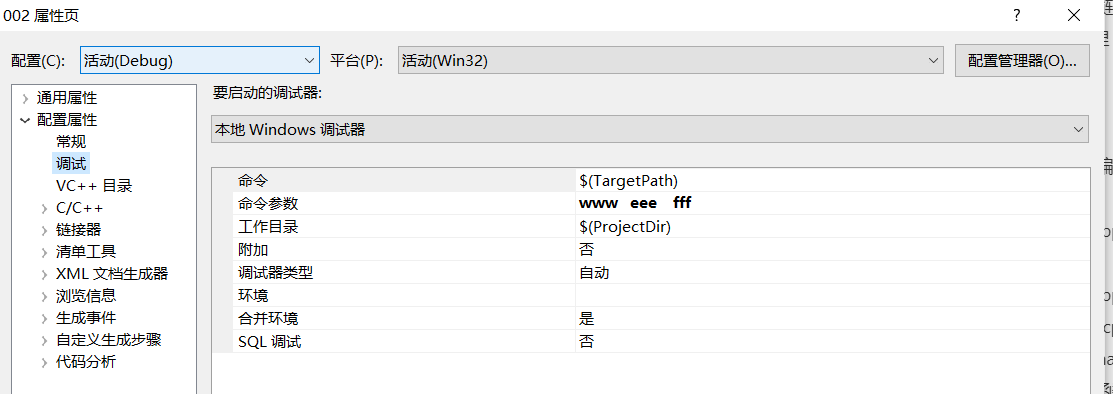 002 属性页
配置(C): 活动(Debug) 平台(P): 活动(Win32) 配置管理器(O)...
通用属性
配置属性
常规
调试
VC++ 目录
C/C++
链接器
清单工具
XML 文档生成器
浏览信息
生成事件
自定义生成步骤
代码分析
要启动的调试器:
本地 Windows 调试器
命令 $(TargetPath)
命令参数 www eee fff
工作目录 $(ProjectDir)
附加 否
调试器类型 自动
环境
合并环境 是
SQL 调试 否